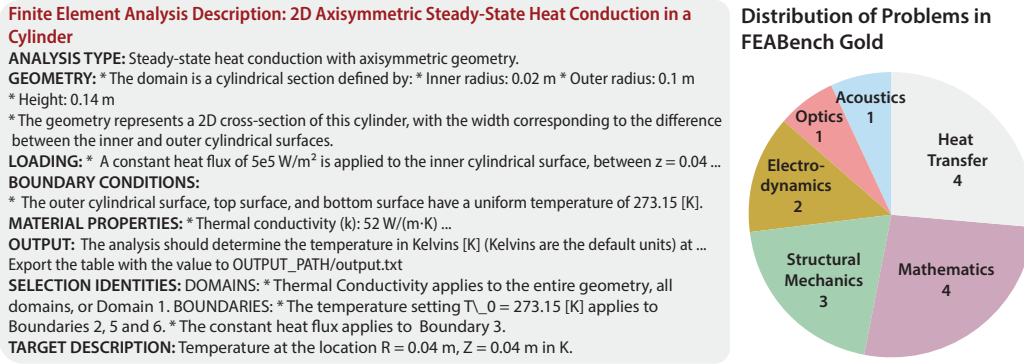 Finite Element Analysis Description: 2D Axisymmetric Steady-State Heat Conduction in a
Cylinder
ANALYSIS TYPE: Steady-state heat conduction with axisymmetric geometry.
GEOMETRY: * The domain is a cylindrical section defined by: * Inner radius: 0.02 m * Outer radius: 0.1 m
* Height: 0.14 m
* The geometry represents a 2D cross-section of this cylinder, with the width corresponding to the difference
between the inner and outer cylindrical surfaces.
LOADING: * A constant heat flux of 5e5 W/m² is applied to the inner cylindrical surface, between z = 0.04 ...
BOUNDARY CONDITIONS:
* The outer cylindrical surface, top surface, and bottom surface have a uniform temperature of 273.15 [K].
MATERIAL PROPERTIES: * Thermal conductivity (k): 52 W/(m·K) ...
OUTPUT: The analysis should determine the temperature in Kelvins [K] (Kelvins are the default units) at ...
Export the table with the value to OUTPUT_PATH/output.txt
SELECTION IDENTITIES: DOMAINS: * Thermal Conductivity applies to the entire geometry, all
domains, or Domain 1. BOUNDARIES: * The temperature setting T\_0 = 273.15 [K] applies to
Boundaries 2, 5 and 6. * The constant heat flux applies to Boundary 3.
TARGET DESCRIPTION: Temperature at the location R = 0.04 m, Z = 0.04 m in K.
Distribution of Problems in
FEABench Gold
Acoustics
1
Optics
1
Heat
Transfer
4
Electro-
dynamics
2
Structural
Mechanics
3
Mathematics
4